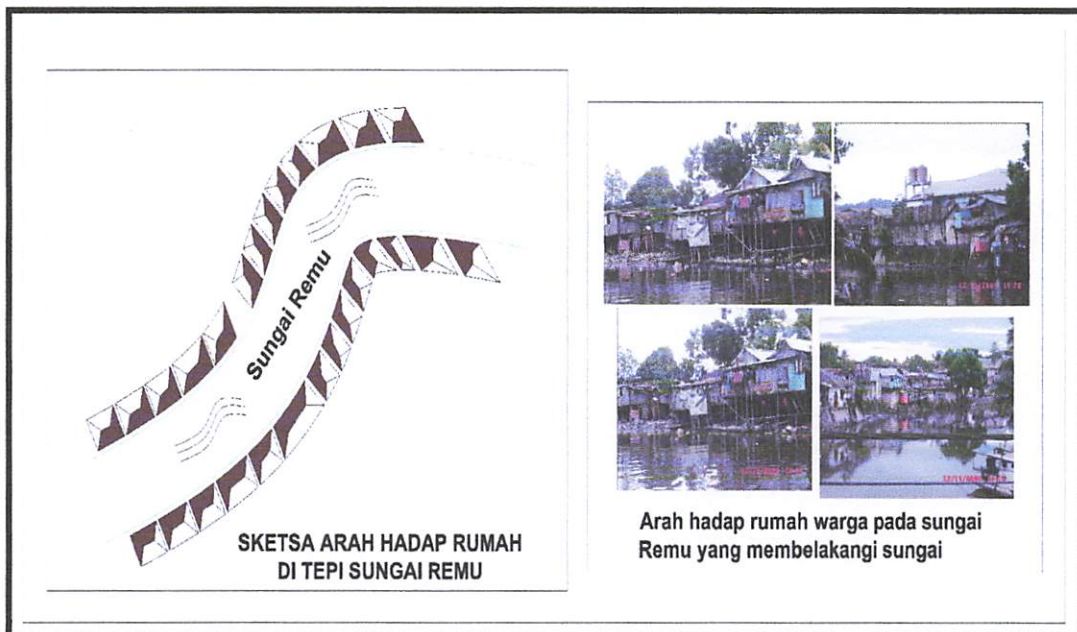 Sungai Remu
SKETSA ARAH HADAP RUMAH
DI TEPI SUNGAI REMU
Arah hadap rumah warga pada sungai
Remu yang membelakangi sungai